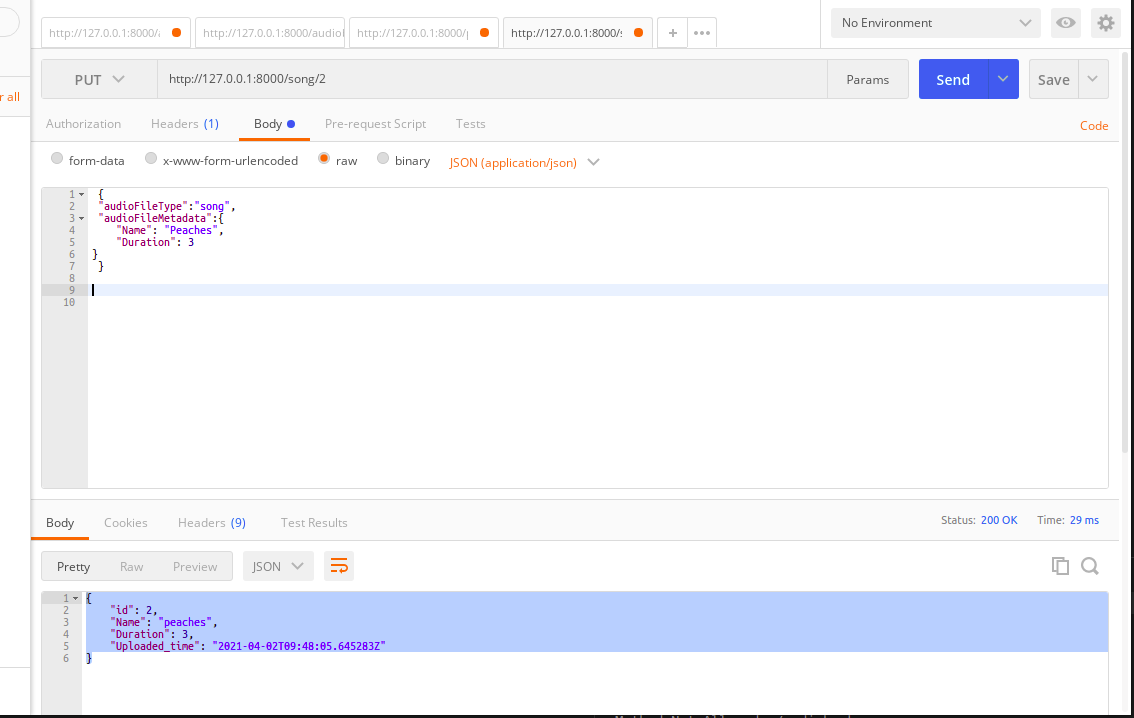 http://127.0.0.1:8000/ http://127.0.0.1:8000/audiol http://127.0.0.1:8000/ http://127.0.0.1:8000/s + No Environment
PUT http://127.0.0.1:8000/song/2 Params Send Save
r all
Authorization Headers (1) Body Pre-request Script Tests Code
form-data x-www-form-urlencoded raw binary JSON (application/json)
1 {
2 "audioFileType":"song",
3 "audioFileMetadata":{
4 "Name": "Peaches",
5 "Duration": 3
6 }
7 }
8
9
10
Body Cookies Headers (9) Test Results Status: 200 OK Time: 29 ms
Pretty Raw Preview JSON
1 {
2 "id": 2,
3 "Name": "peaches",
4 "Duration": 3,
5 "Uploaded_time": "2021-04-02T09:48:05.645283Z"
6 }